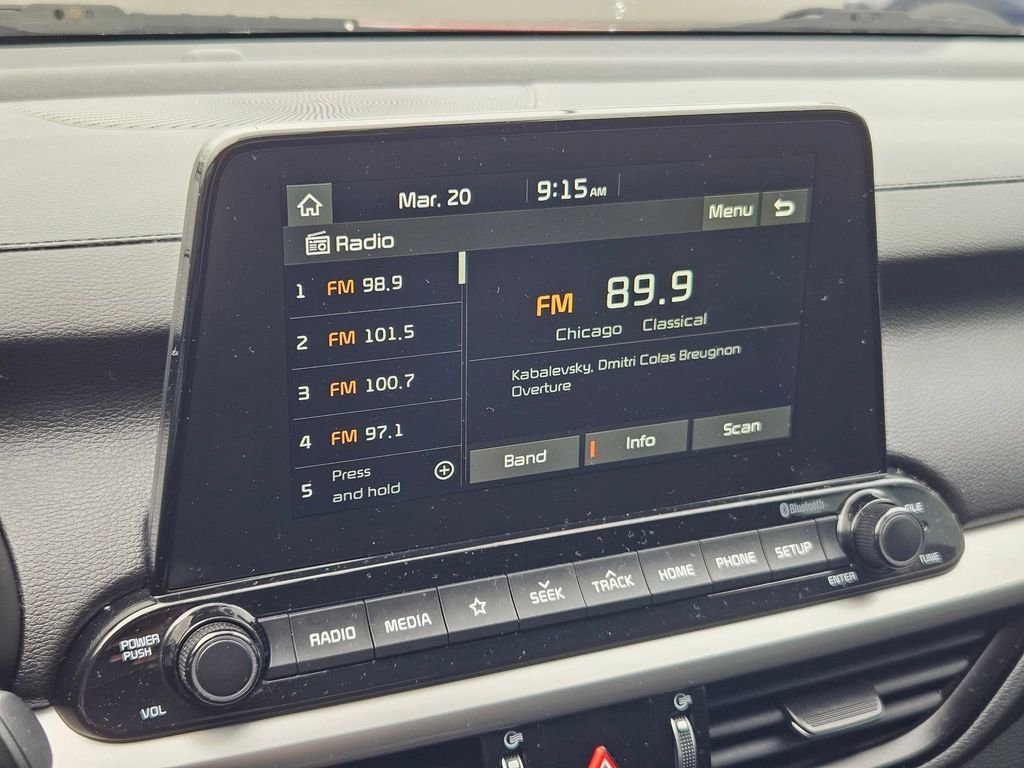 Mar. 20 9:15 AM
Radio Menu
1 FM 98.9
2 FM 101.5
3 FM 100.7
4 FM 97.1
5 Press
and hold
FM 89.9
Chicago Classical
Kabalevsky, Dmitri Colas Breugnon
Overture
Band Info Scan
Bluetooth
POWER
PUSH
VOL
RADIO MEDIA SEEK TRACK HOME PHONE SETUP
FILE
TUNE
ENTER